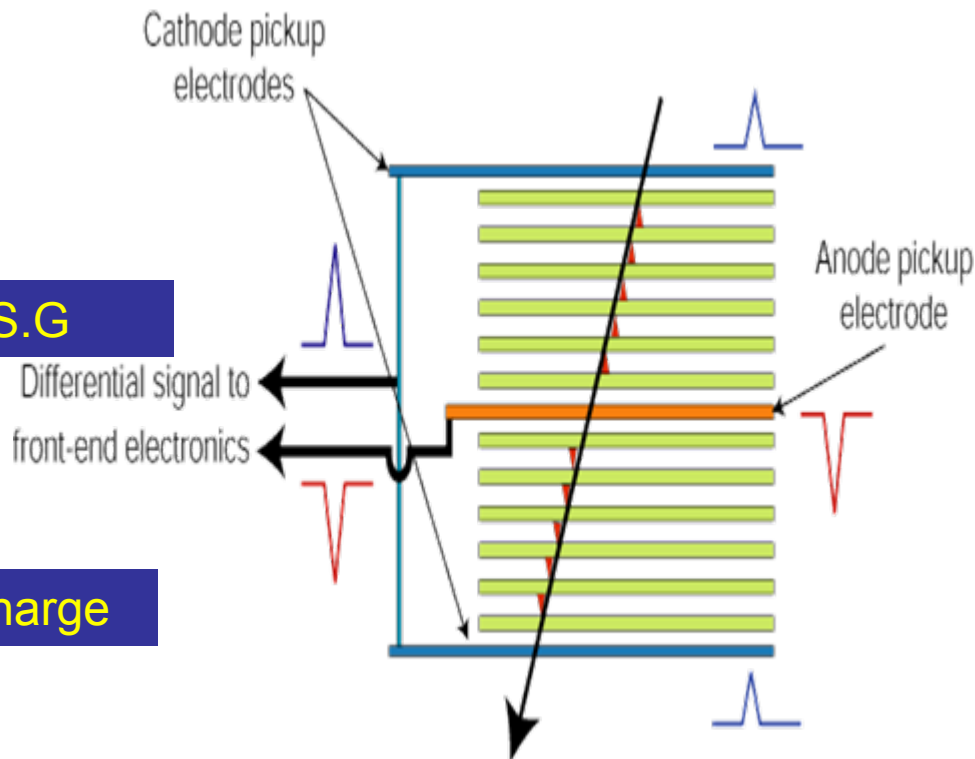 Cathode pickup
electrodes
Anode pickup
electrode
S.G
Differential signal to
front-end electronics
harge